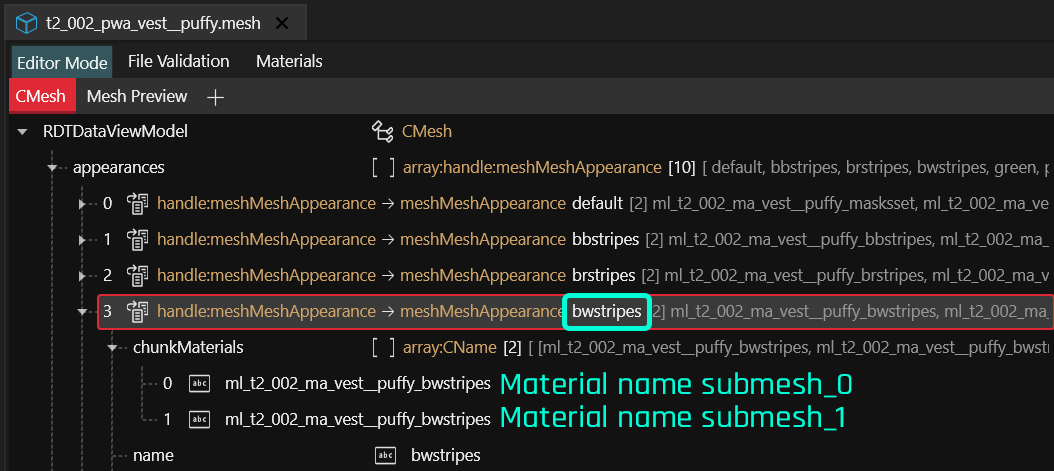 t2_002_pwa_vest__puffy.mesh
Editor Mode File Validation Materials
CMesh Mesh Preview
RDTDataViewModel CMesh
appearances [ ] array:handle:meshMeshAppearance [10] [ default, bbstripes, brstripes, bwstripes, green, p
0 handle:meshMeshAppearance → meshMeshAppearance default [2] ml_t2_002_ma_vest__puffy_masksset, ml_t2_002_ma_ve
1 handle:meshMeshAppearance → meshMeshAppearance bbstripes [2] ml_t2_002_ma_vest__puffy_bbstripes, ml_t2_002_ma_
2 handle:meshMeshAppearance → meshMeshAppearance brstripes [2] ml_t2_002_ma_vest__puffy_brstripes, ml_t2_002_ma_v
3 handle:meshMeshAppearance → meshMeshAppearance bwstripes [2] ml_t2_002_ma_vest__puffy_bwstripes, ml_t2_002_ma_
chunkMaterials [ ] array:CName [2] [ [ml_t2_002_ma_vest__puffy_bwstripes, ml_t2_002_ma_vest__puffy_bwstr
0 abc ml_t2_002_ma_vest__puffy_bwstripes Material name submesh_0
1 abc ml_t2_002_ma_vest__puffy_bwstripes Material name submesh_1
name abc bwstripes